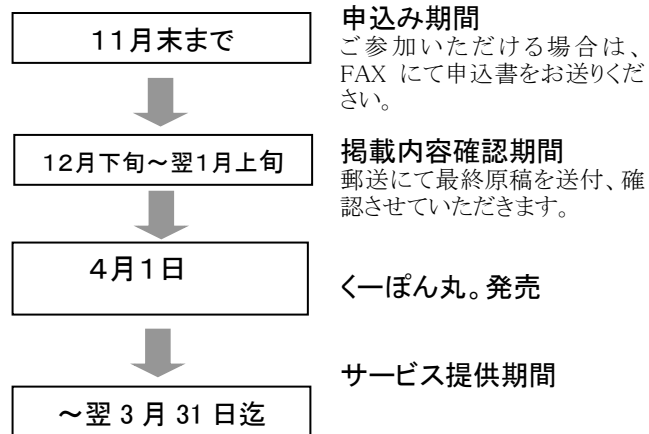 11月末まで
申込み期間
ご参加いただける場合は、
FAX にて申込書をお送りくだ
さい。
12月下旬～翌1月上旬
掲載内容確認期間
郵送にて最終原稿を送付、確
認させていただきます。
4月1日
くーぽん丸。発売
サービス提供期間
～翌 3 月 31 日迄